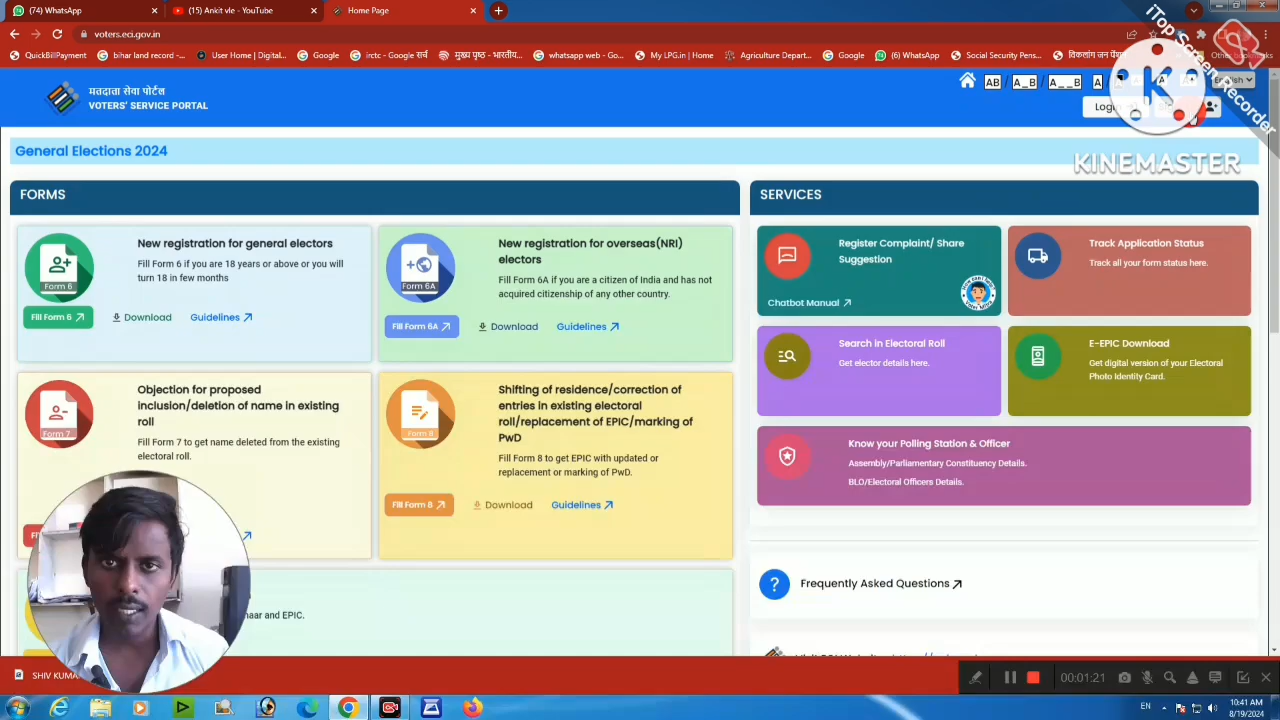 (74) WhatsApp
(15) Ankit vle - YouTube
Home Page
voters.eci.gov.in
QuickBillPayment
bihar land record -...
User Home | Digital...
Google
irctc - Google सर्च
मुख्य पृष्ठ - भारतीय...
whatsapp web - Go...
My LPG.in | Home
Agriculture Depart...
Google
(6) WhatsApp
Social Security Pens...
iTop Screen Recorder
मतदाता सेवा पोर्टल
VOTERS' SERVICE PORTAL
AB / A_B / A__B
A
English
K
KINEMASTER
General Elections 2024
FORMS
New registration for general electors
Fill Form 6 if you are 18 years or above or you will
turn 18 in few months
Form 6
Fill Form 6
Download
Guidelines
New registration for overseas(NRI)
electors
Fill Form 6A if you are a citizen of India and has not
acquired citizenship of any other country.
Form 6A
Fill Form 6A
Download
Guidelines
Objection for proposed
inclusion/deletion of name in existing
roll
Fill Form 7 to get name deleted from the existing
electoral roll.
Form 7
Shifting of residence/correction of
entries in existing electoral
roll/replacement of EPIC/marking of
PwD
Fill Form 8 to get EPIC with updated or
replacement or marking of PwD.
Form 8
Fill Form 8
Download
Guidelines
and EPIC.
SERVICES
Register Complaint/ Share
Suggestion
Chatbot Manual
Track Application Status
Track all your form status here.
Search in Electoral Roll
Get elector details here.
E-EPIC Download
Get digital version of your Electoral
Photo Identity Card.
Know your Polling Station & Officer
Assembly/Parliamentary Constituency Details.
BLO/Electoral Officers Details.
?
Frequently Asked Questions
SHIV KUMA
00:01:21
EN
10:41 AM
8/19/2024